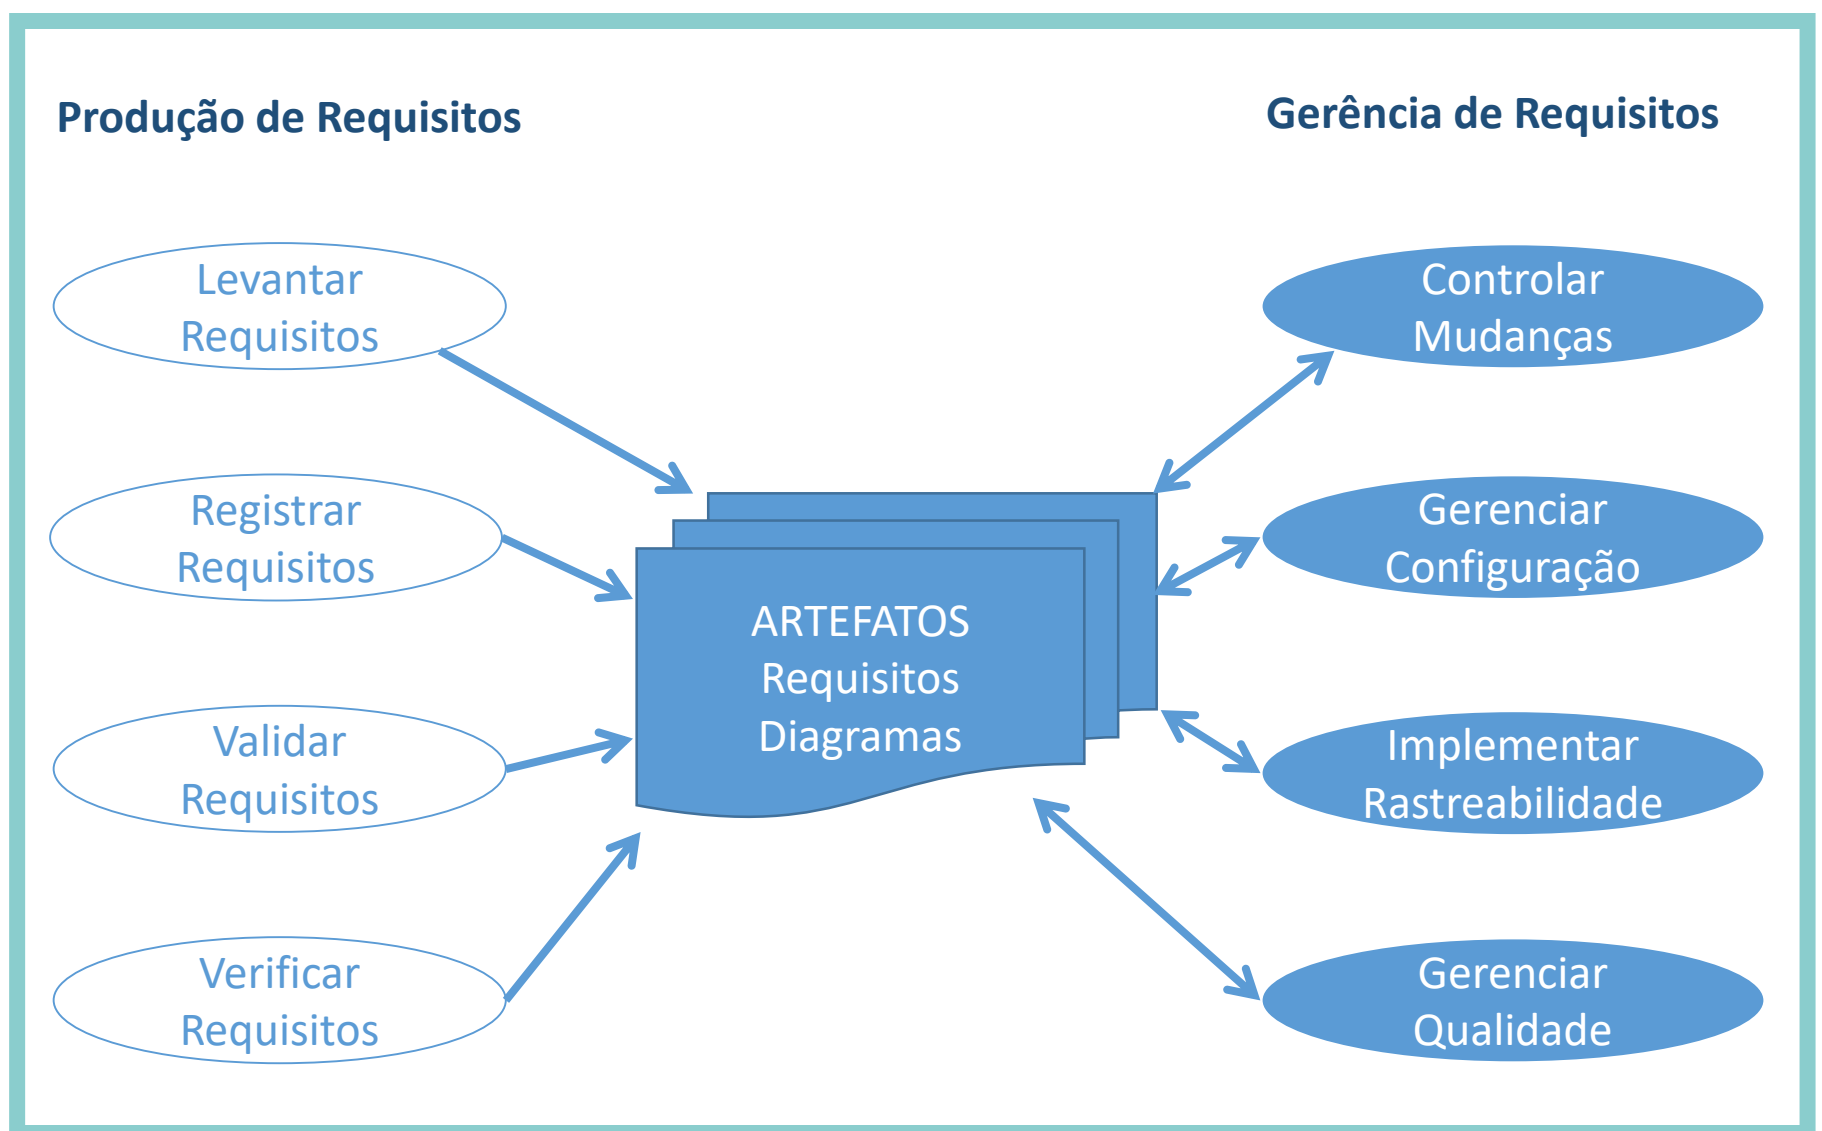 Produção de Requisitos
Gerência de Requisitos
Levantar
Requisitos
Registrar
Requisitos
Validar
Requisitos
Verificar
Requisitos
ARTEFATOS
Requisitos
Diagramas
Controlar
Mudanças
Gerenciar
Configuração
Implementar
Rastreabilidade
Gerenciar
Qualidade